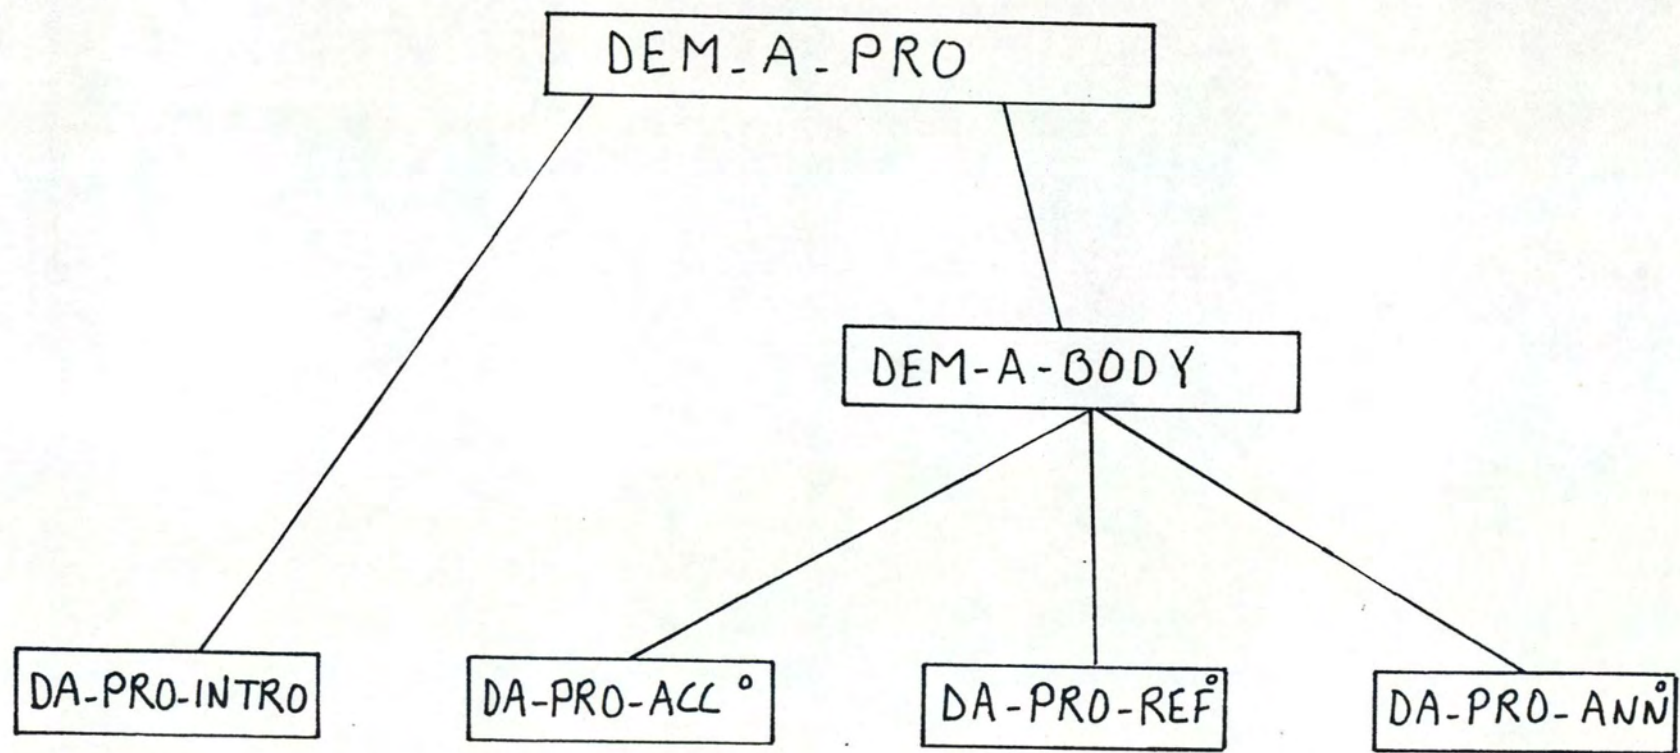 DEM_A_PRO
DEM-A-BODY
DA-PRO-INTRO
DA-PRO-ACC°
DA-PRO-REF°
DA-PRO-ANN°